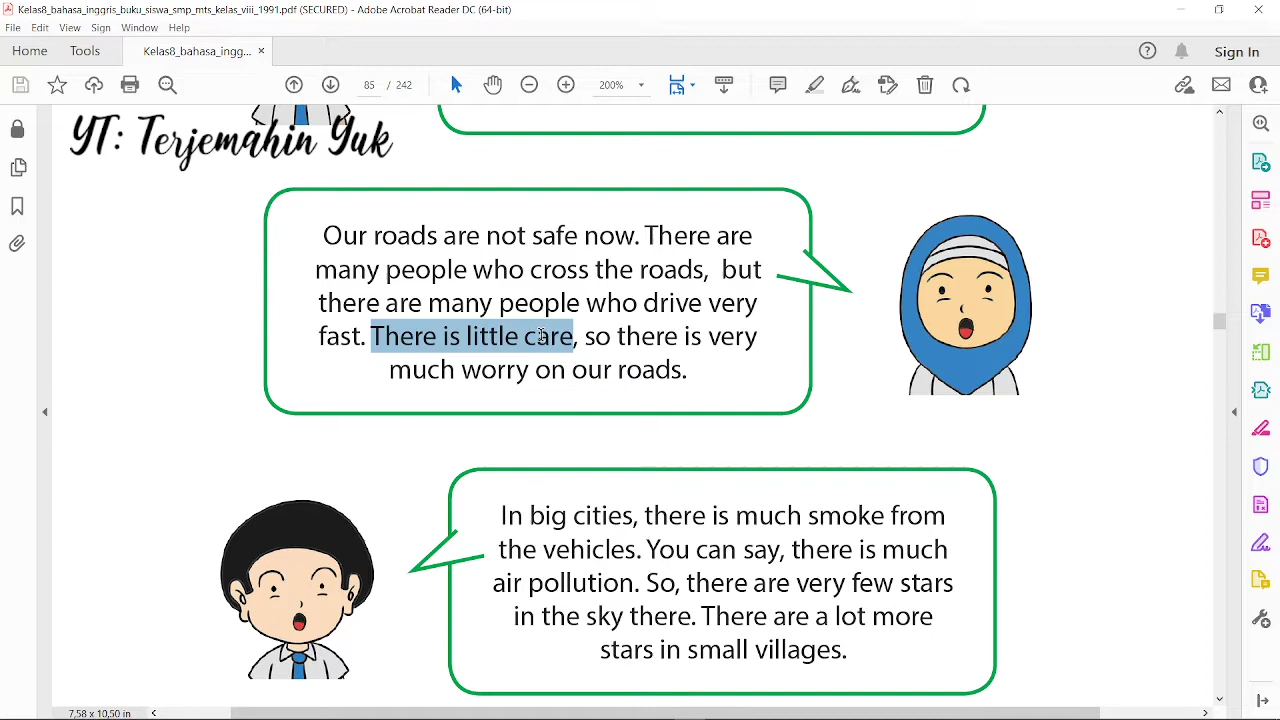 Kelas8_bahasa_inggris_buku_siswa_smp_mts_kelas_viii_1991.pdf (SECURED) - Adobe Acrobat Reader DC (64-bit)
File Edit View Sign Window Help
Home Tools Kelas8_bahasa_ingg... × Sign In
85 / 242 200%
YT: Terjemahin Yuk
Our roads are not safe now. There are
many people who cross the roads, but
there are many people who drive very
fast. There is little care, so there is very
much worry on our roads.
In big cities, there is much smoke from
the vehicles. You can say, there is much
air pollution. So, there are very few stars
in the sky there. There are a lot more
stars in small villages.
7,58 x 10,50 in